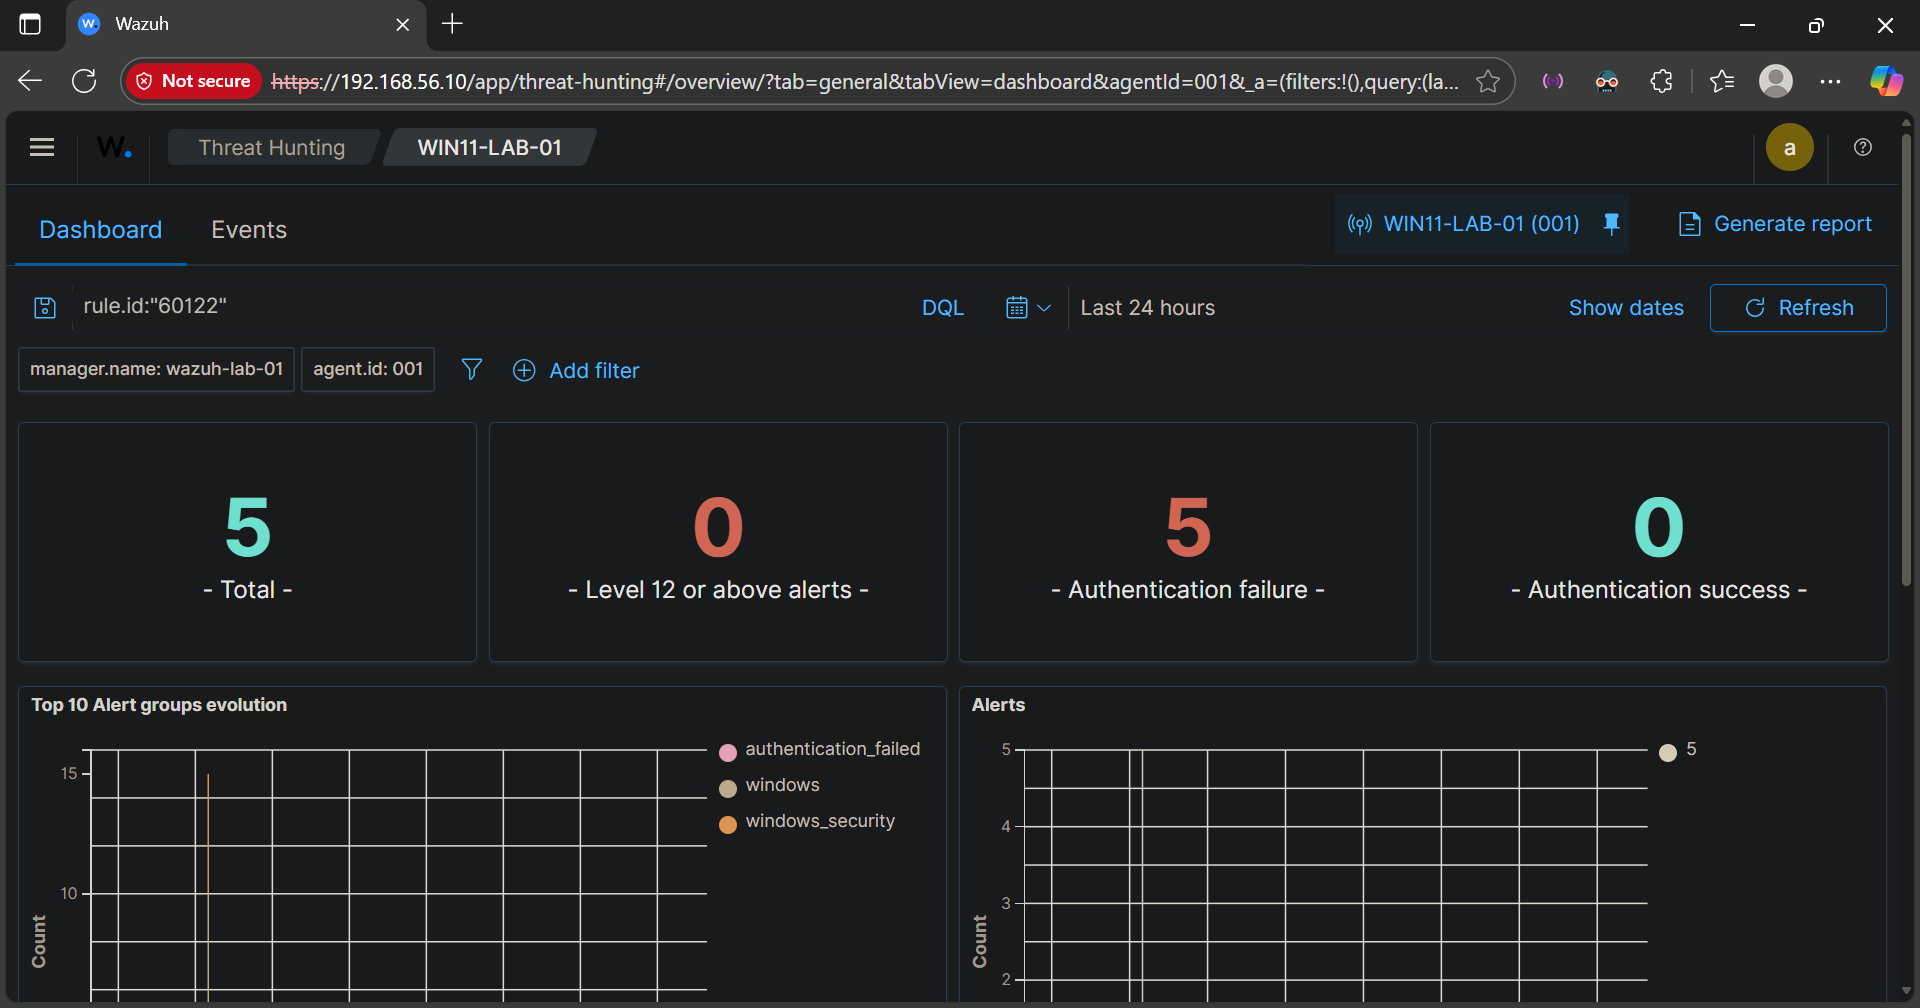 Wazuh
Not secure https://192.168.56.10/app/threat-hunting#/overview/?tab=general&tabView=dashboard&agentId=001&_a=(filters:!(),query:(la...
W. Threat Hunting WIN11-LAB-01 a
Dashboard Events WIN11-LAB-01 (001) Generate report
rule.id:"60122" DQL Last 24 hours Show dates Refresh
manager.name: wazuh-lab-01 agent.id: 001 Add filter
5 0 5 0
- Total - - Level 12 or above alerts - - Authentication failure - - Authentication success -
Top 10 Alert groups evolution
15
10
Count
authentication_failed
windows
windows_security
Alerts
5
4
3
2
Count
5